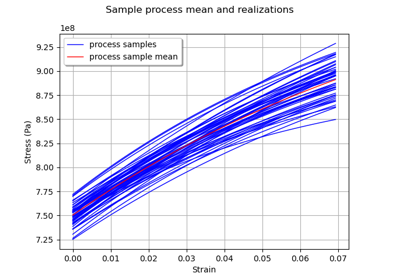 Sample process mean and realizations
1e8
process samples
process sample mean
9.25
9.00
8.75
8.50
8.25
8.00
7.75
7.50
7.25
Stress (Pa)
0.00 0.01 0.02 0.03 0.04 0.05 0.06 0.07
Strain